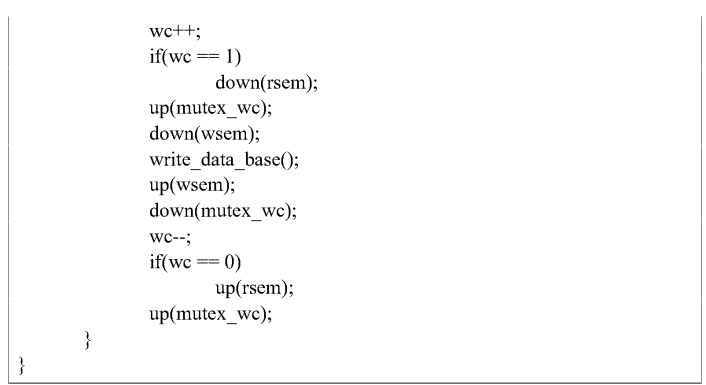 wc++;
if(wc == 1)
down(rsem);
up(mutex_wc);
down(wsem);
write_data_base();
up(wsem);
down(mutex_wc);
wc--;
if(wc == 0)
up(rsem);
up(mutex_wc);
}
}